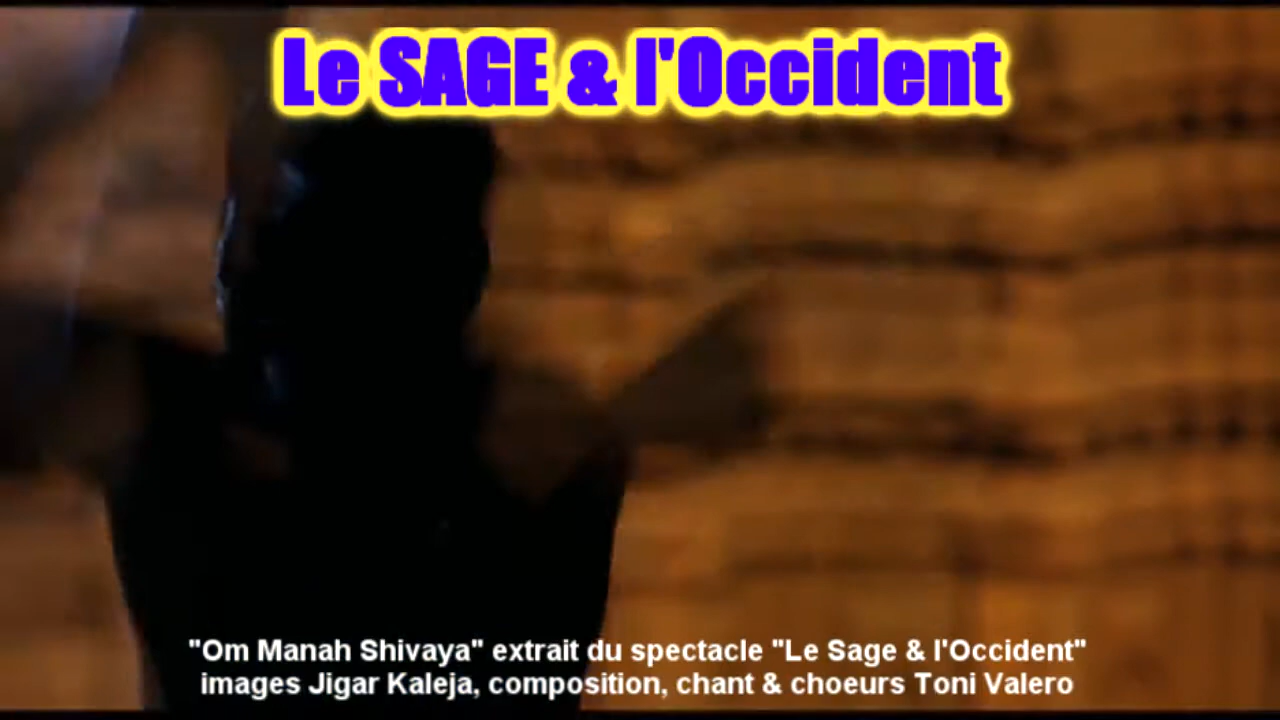 Le SAGE & l'Occident
"Om Manah Shivaya" extrait du spectacle "Le Sage & l'Occident"
images Jigar Kaleja, composition, chant & choeurs Toni Valero